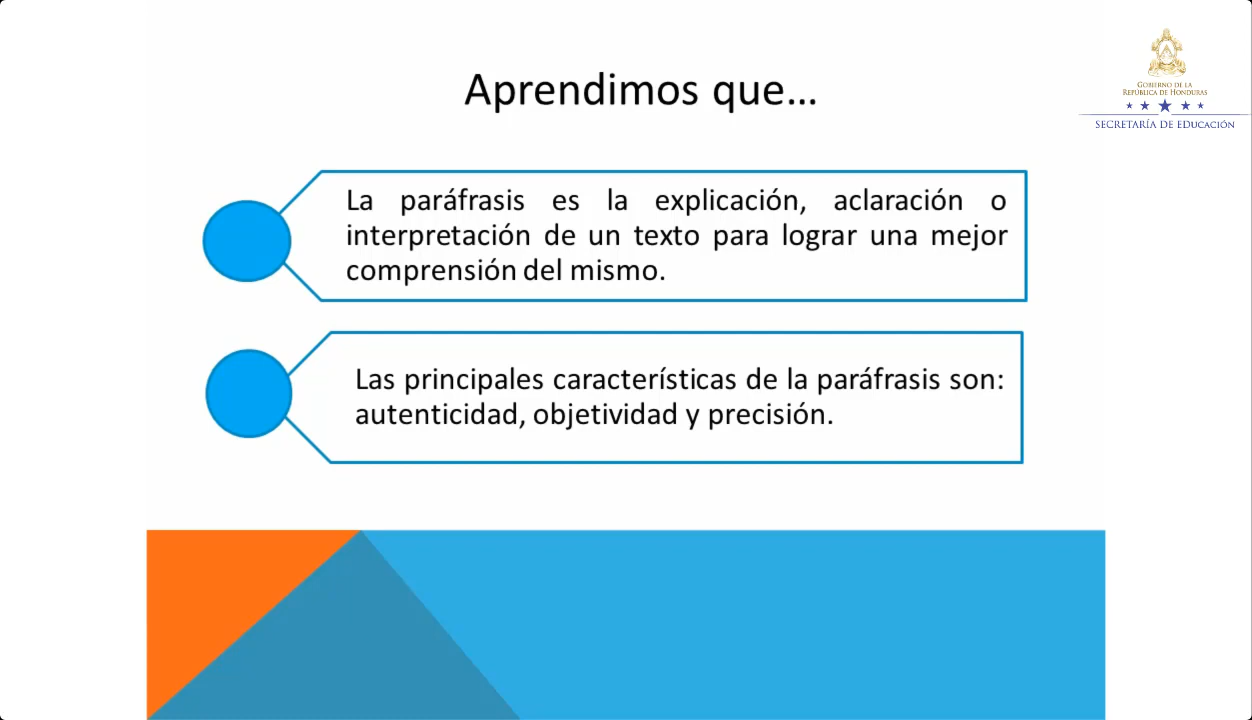 Aprendimos que...
GOBIERNO DE LA
REPÚBLICA DE HONDURAS
SECRETARÍA DE EDUCACIÓN
La paráfrasis es la explicación, aclaración o
interpretación de un texto para lograr una mejor
comprensión del mismo.
Las principales características de la paráfrasis son:
autenticidad, objetividad y precisión.